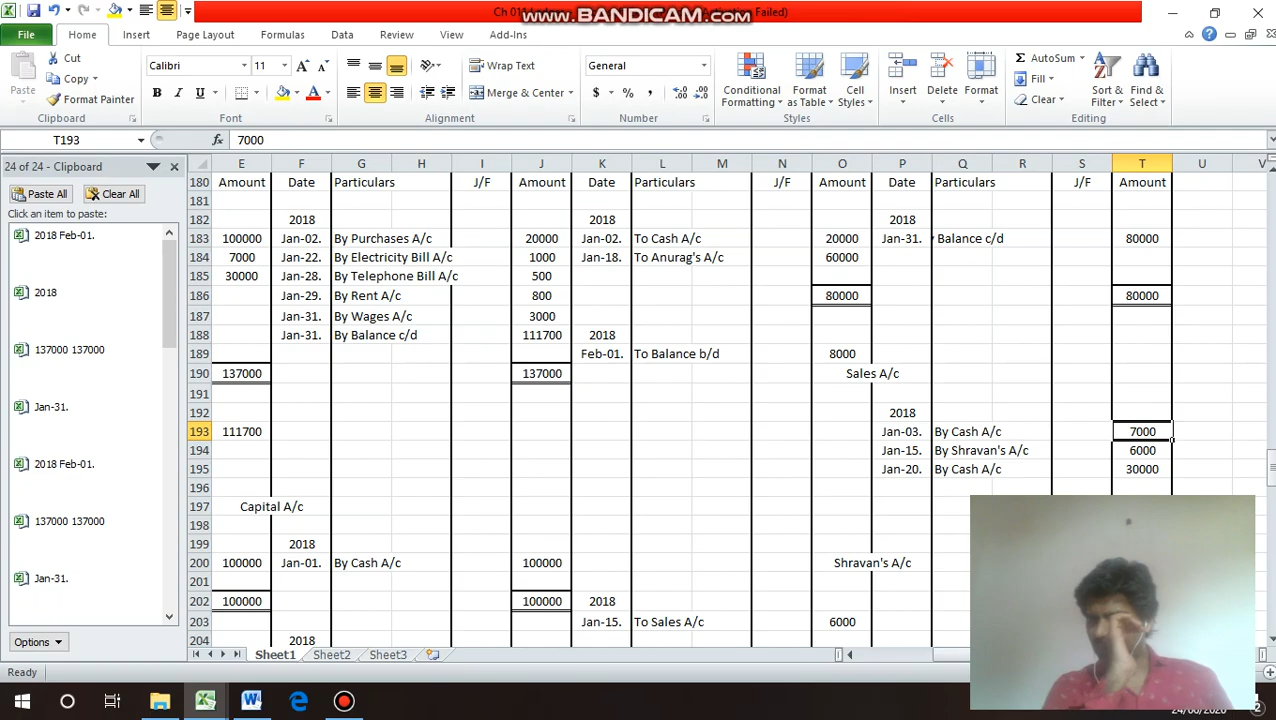 Ch 01
www.BANDICAM.com
Failed)
File Home Insert Page Layout Formulas Data Review View Add-Ins
Cut
Copy
Format Painter
Paste
Clipboard
Calibri 11
B I U
Font
Wrap Text
Merge & Center
Alignment
General
$ % ,
Number
Conditional Formatting
Format as Table
Cell Styles
Styles
Insert Delete Format
Cells
AutoSum
Fill
Clear
Sort & Filter
Find & Select
Editing
T193 fx 7000
24 of 24 - Clipboard
Paste All Clear All
Click an item to paste:
2018 Feb-01.
2018
137000 137000
Jan-31.
2018 Feb-01.
137000 137000
Jan-31.
Options
E F G H I J K L M N O P Q R S T U V
180 Amount Date Particulars J/F Amount Date Particulars J/F Amount Date Particulars J/F Amount
181
182 2018 2018 2018
183 100000 Jan-02. By Purchases A/c 20000 Jan-02. To Cash A/c 20000 Jan-31. Balance c/d 80000
184 7000 Jan-22. By Electricity Bill A/c 1000 Jan-18. To Anurag's A/c 60000
185 30000 Jan-28. By Telephone Bill A/c 500
186 Jan-29. By Rent A/c 800 80000 80000
187 Jan-31. By Wages A/c 3000
188 Jan-31. By Balance c/d 111700 2018
189 Feb-01. To Balance b/d 8000
190 137000 137000 Sales A/c
191
192 2018
193 111700 Jan-03. By Cash A/c 7000
194 Jan-15. By Shravan's A/c 6000
195 Jan-20. By Cash A/c 30000
196
197 Capital A/c
198
199 2018
200 100000 Jan-01. By Cash A/c 100000 Shravan's A/c
201
202 100000 100000 2018
203 Jan-15. To Sales A/c 6000
204 2018
Sheet1 Sheet2 Sheet3
Ready